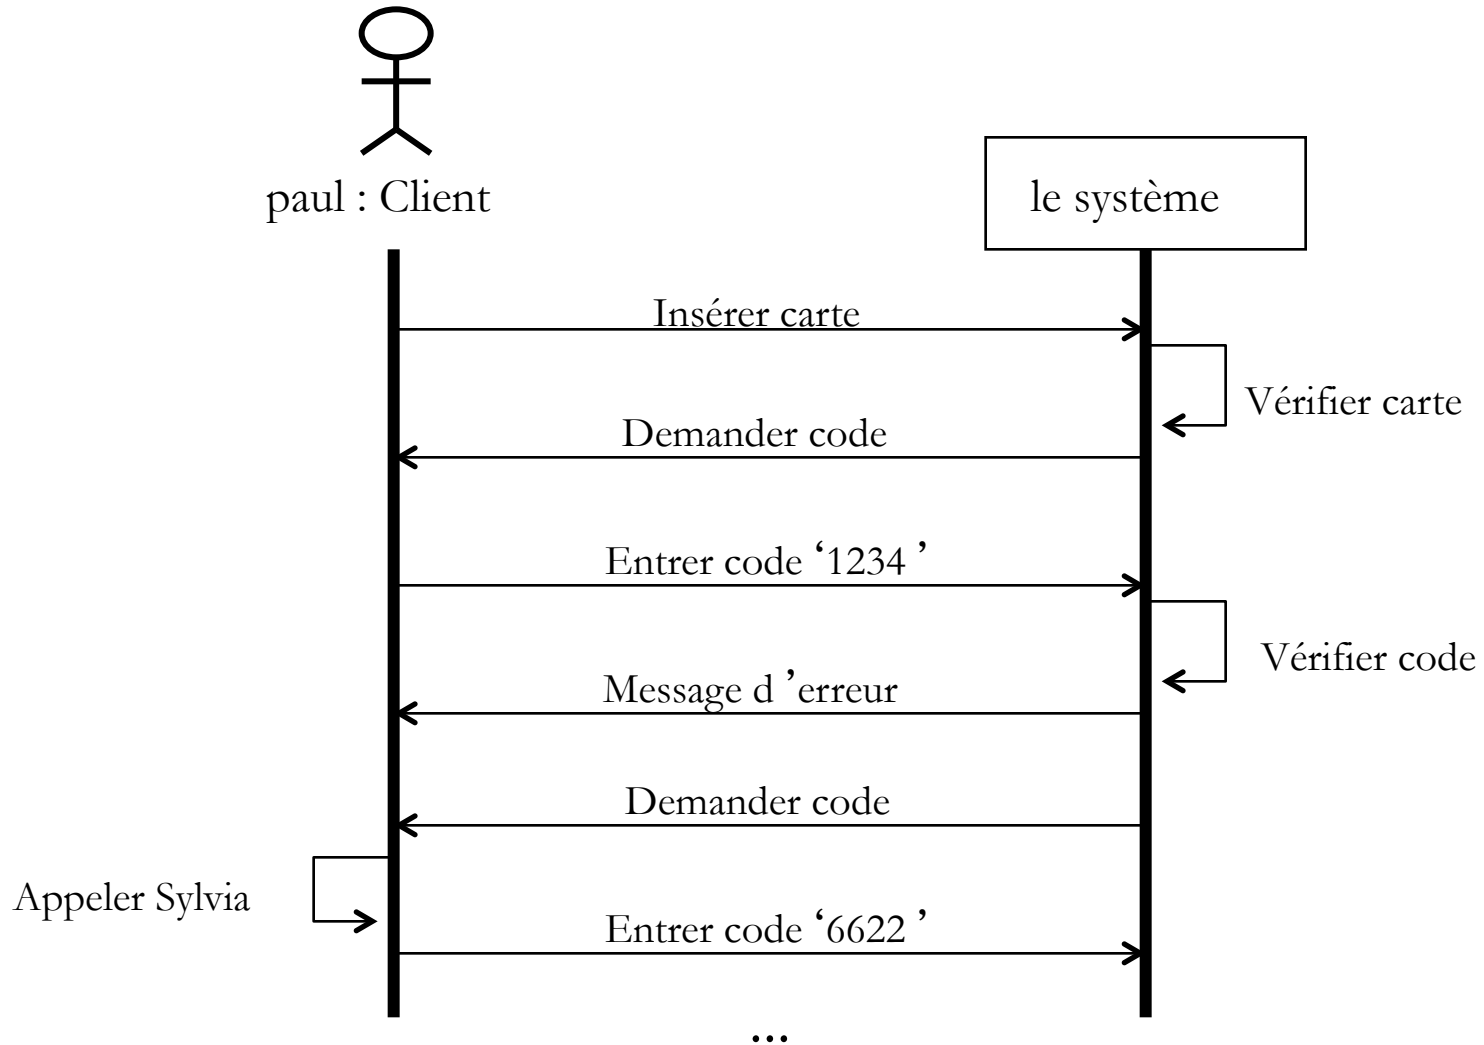 paul : Client
le système
Insérer carte
Vérifier carte
Demander code
Entrer code ‘1234 ’
Vérifier code
Message d ’erreur
Demander code
Appeler Sylvia
Entrer code ‘6622 ’
...